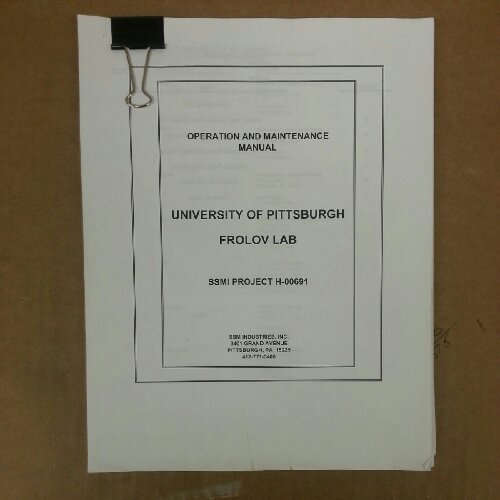 OPERATION AND MAINTENANCE
MANUAL
UNIVERSITY OF PITTSBURGH
FROLOV LAB
SSMI PROJECT H-00691
SSM INDUSTRIES, INC.
3401 GRAND AVENUE
PITTSBURGH, PA. 15225